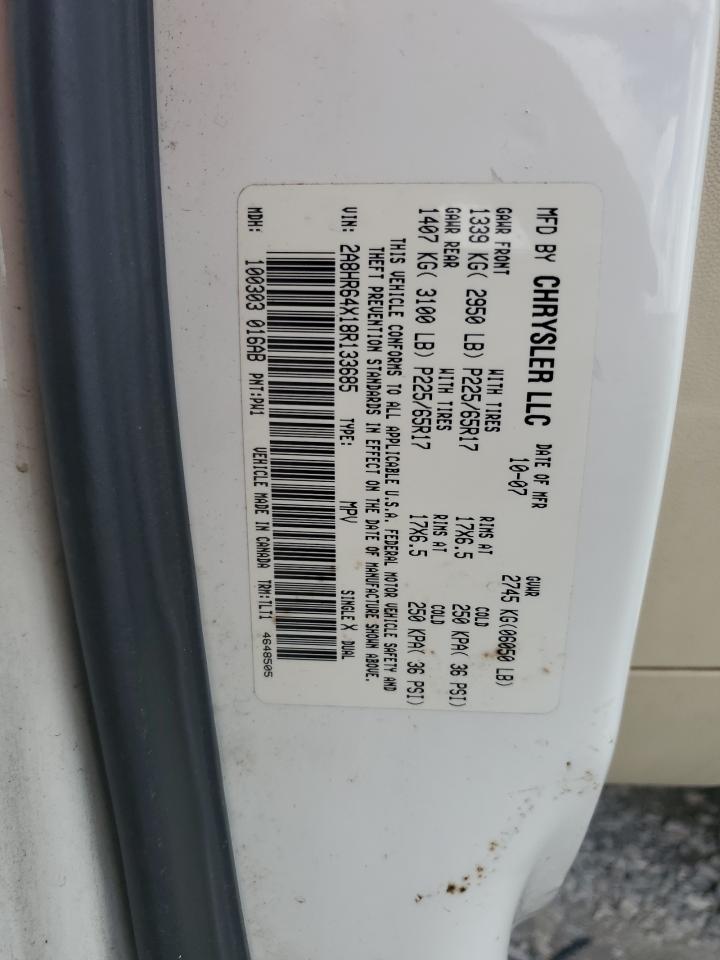 MFD BY CHRYSLER LLC DATE OF MFR 10-07 GVWR 2745 KG(06050 LB)
GAWR FRONT WITH TIRES RIMS AT COLD
1339 KG( 2950 LB) P225/65R17 17X6.5 250 KPA( 36 PSI)
GAWR REAR WITH TIRES RIMS AT COLD
1407 KG( 3100 LB) P225/65R17 17X6.5 250 KPA( 36 PSI)
THIS VEHICLE CONFORMS TO ALL APPLICABLE U.S.A. FEDERAL MOTOR VEHICLE SAFETY AND
THEFT PREVENTION STANDARDS IN EFFECT ON THE DATE OF MANUFACTURE SHOWN ABOVE.
VIN: 2A8HR64X18R133685 TYPE: MPV SINGLE X DUAL
MDH: 100303 016AB PNT:PW1 VEHICLE MADE IN CANADA TRM:TLT1 4648505